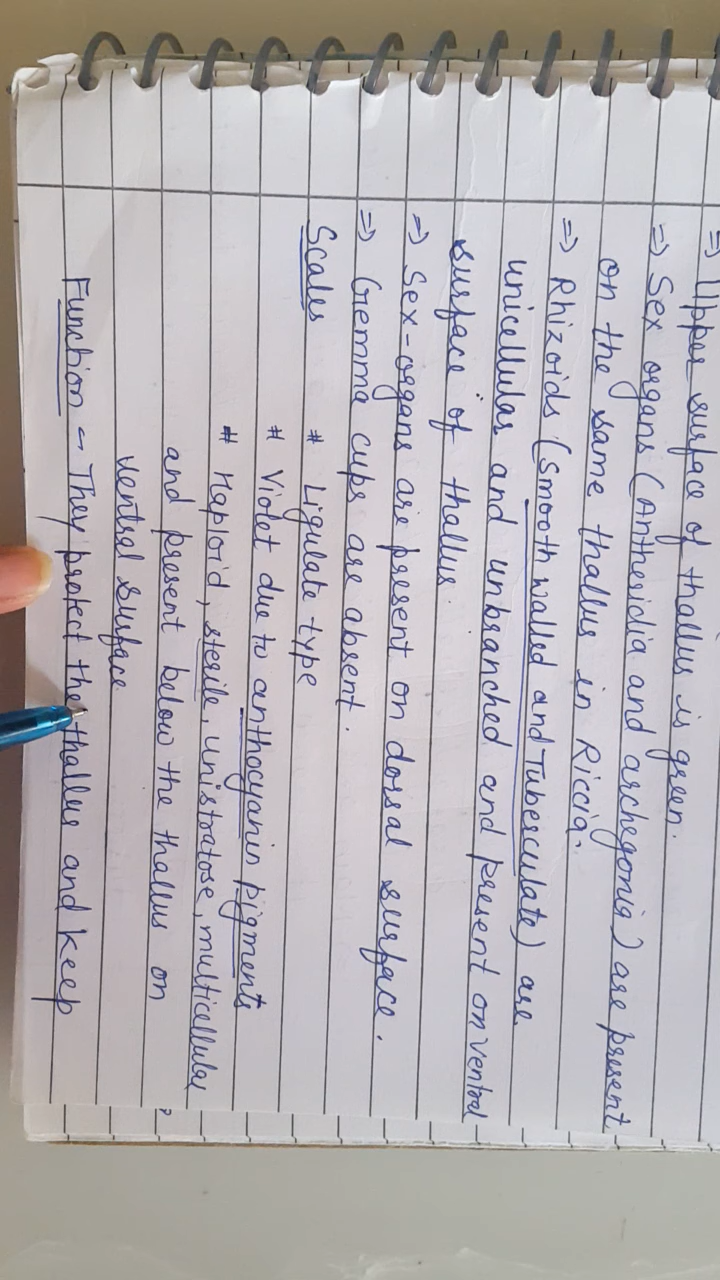 =) Upper surface of thallus is green.
=) Sex organs (Antheridia and archegonia) are present
on the same thallus in Riccia.
=) Rhizoids (Smooth walled and Tuberculate) are
unicellular and unbranched and present on ventral
surface of thallus.
=) Sex-organs are present on dorsal surface.
=) Gemma cups are absent.
Scales # Ligulate type
# Violet due to anthocyanin pigments
# Haploid, sterile, unistratose, multicellular
and present below the thallus on
ventral surface
Function - They protect the thallus and keep